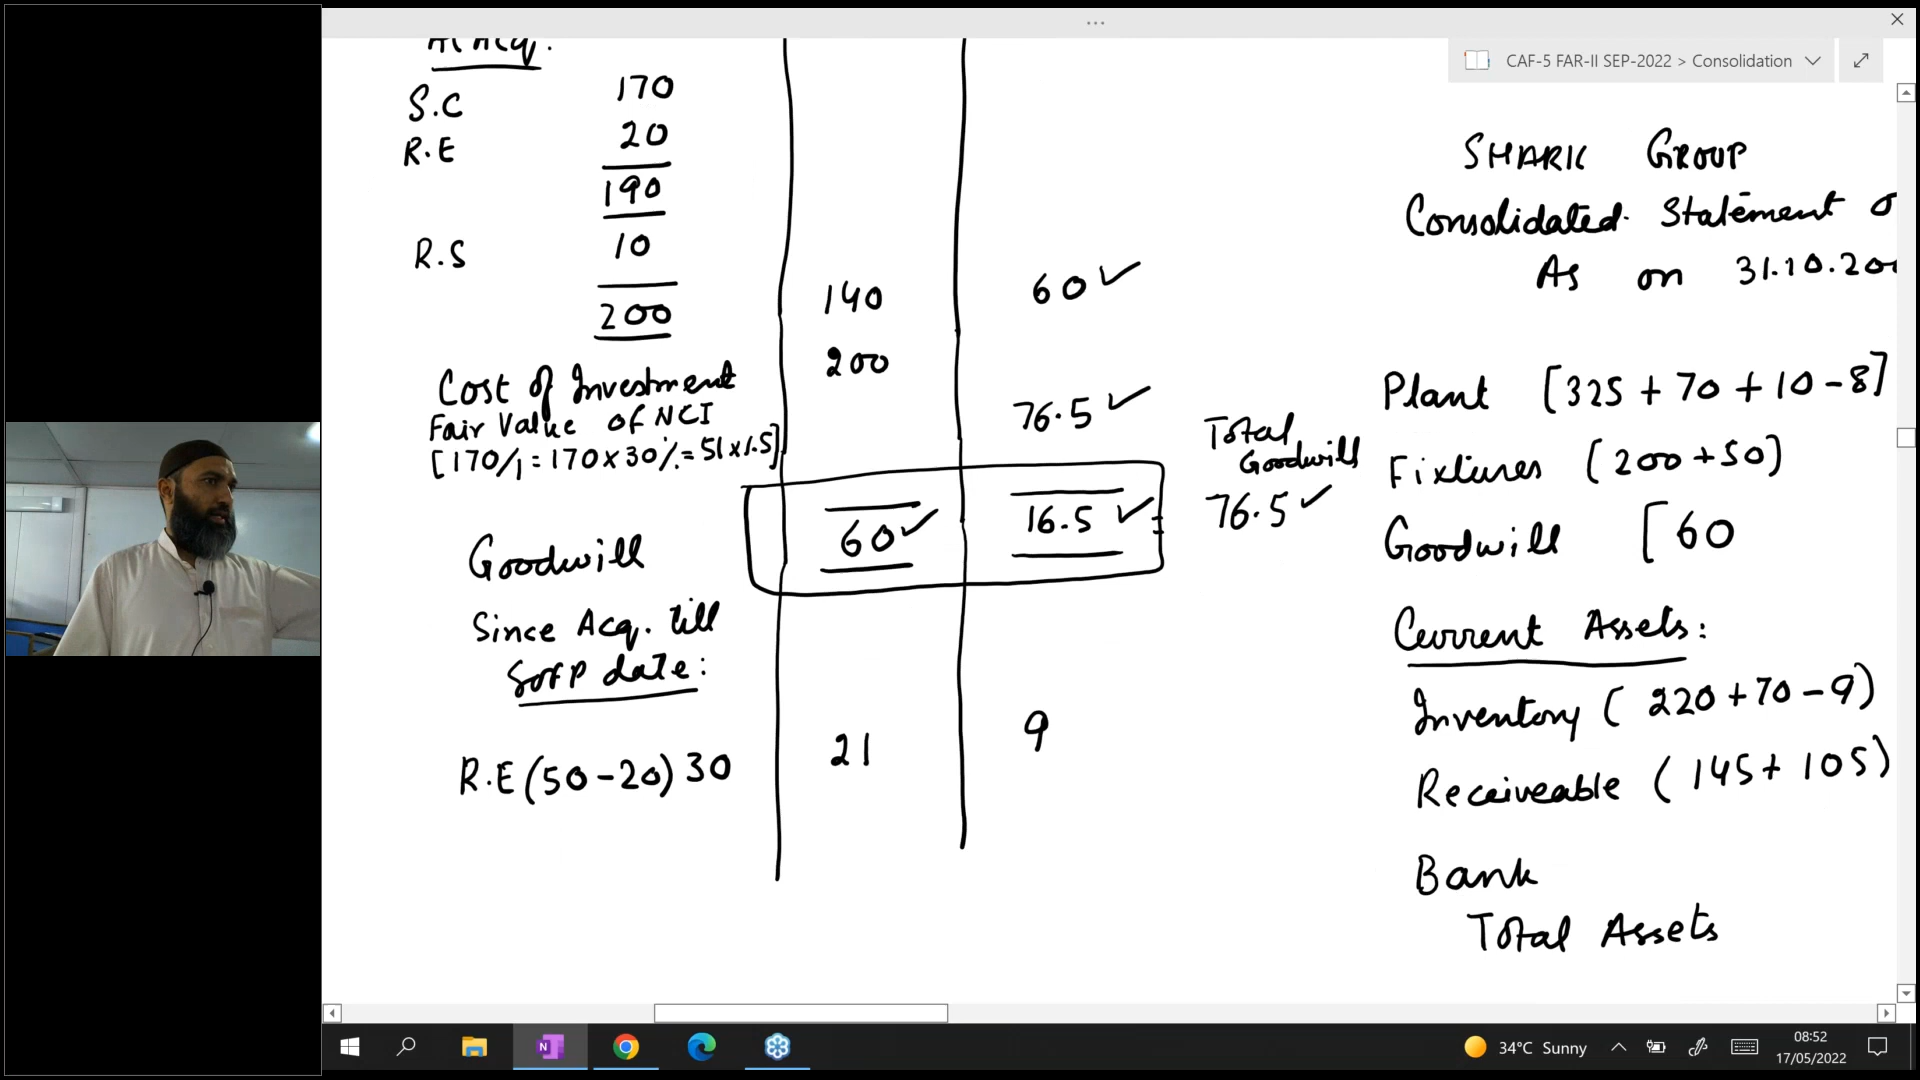 CAF-5 FAR-II SEP-2022 > Consolidation
At Acq.
S.C 170
R.E 20
190
R.S 10
200 140 60 ✓
Cost of Investment 200
Fair Value of NCI 76.5 ✓
[170/1 = 170 x 30% = 51 x 1.5]
Goodwill 60 ✓ 16.5 ✓ =
Total
Goodwill
76.5 ✓
Since Acq. till
SOFP date:
R.E (50-20) 30 21 9
SHARK GROUP
Consolidated Statement o
As on 31.10.20
Plant [325 + 70 + 10 - 8]
Fixtures (200 + 50)
Goodwill [60
Current Assets:
Inventory (220 + 70 - 9)
Receiveable (145 + 105)
Bank
Total Assets
34°C Sunny
08:52
17/05/2022